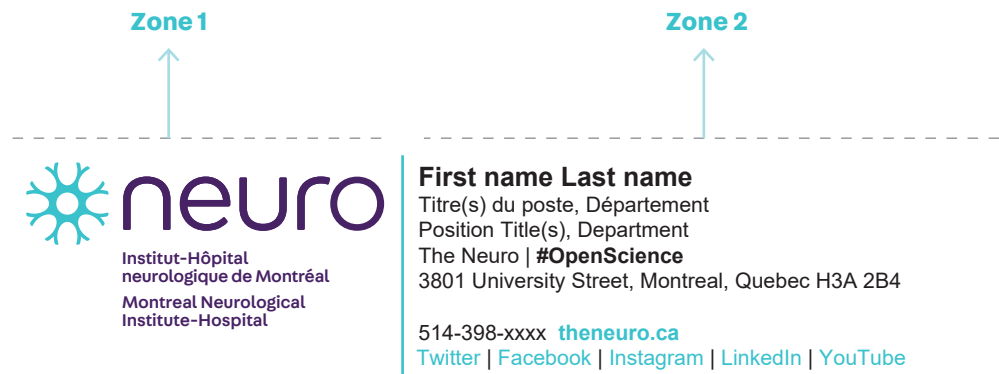 Zone 1
Zone 2
neuro
Institut-Hôpital
neurologique de Montréal
Montreal Neurological
Institute-Hospital
First name Last name
Titre(s) du poste, Département
Position Title(s), Department
The Neuro | #OpenScience
3801 University Street, Montreal, Quebec H3A 2B4
514-398-xxxx theneuro.ca
Twitter | Facebook | Instagram | LinkedIn | YouTube